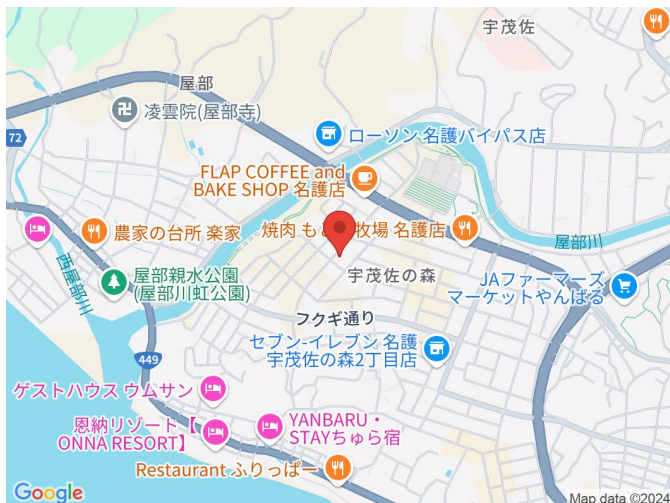 宇茂佐
屋部
凌雲院(屋部寺)
72
ローソン 名護バイパス店
FLAP COFFEE and
BAKE SHOP 名護店
農家の台所 楽家
焼肉 も
牧場 名護店
屋部川
西屋部川
屋部親水公園
(屋部川虹公園)
宇茂佐の森
JAファーマーズ
マーケットやんばる
フクギ通り
セブン-イレブン 名護
宇茂佐の森2丁目店
449
ゲストハウス ウムサン
恩納リゾート【
ONNA RESORT】
YANBARU・
STAYちゅら宿
Restaurant ふりっぱー
Google
Map data ©2024